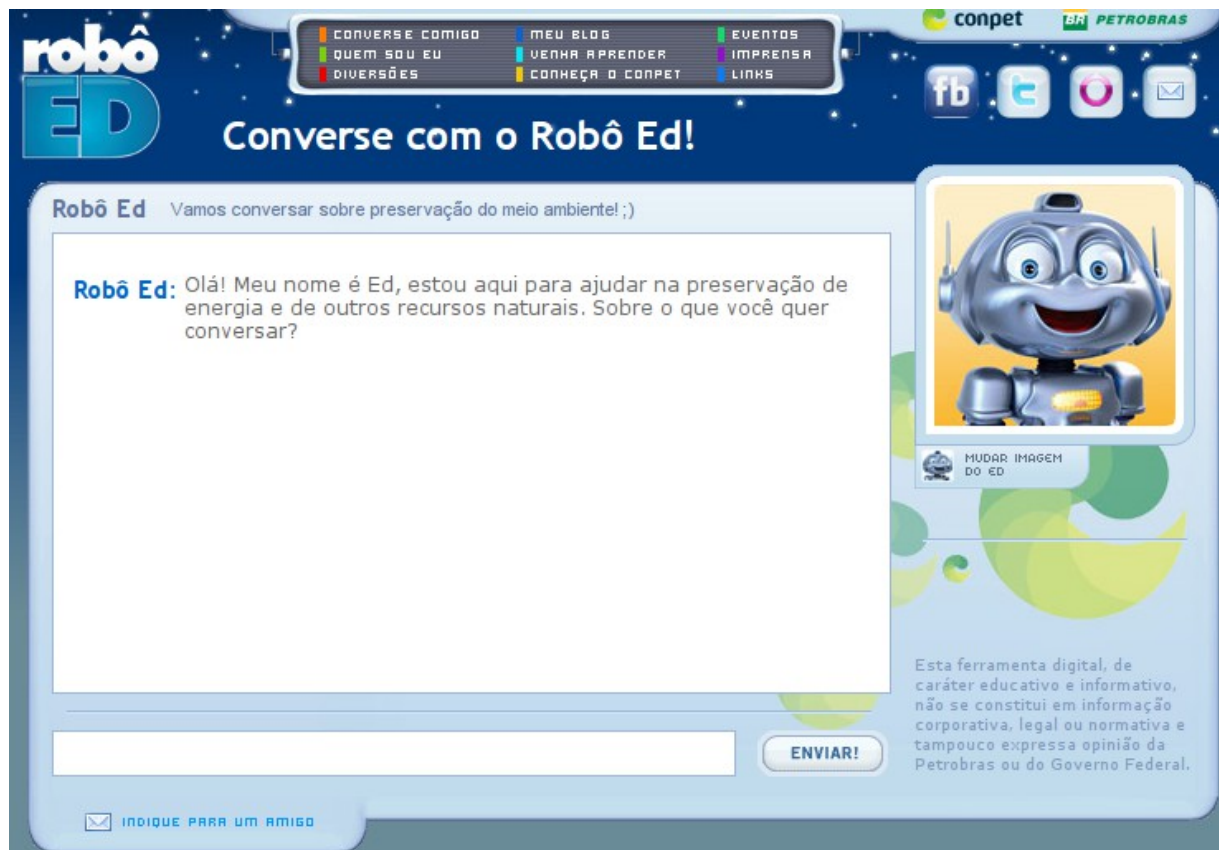 robô
ED
CONVERSE COMIGO
QUEM SOU EU
DIVERSÕES
MEU BLOG
VENHA APRENDER
CONHEÇA O CONPET
EVENTOS
IMPRENSA
LINKS
conpet
BR PETROBRAS
fb
t
Converse com o Robô Ed!
Robô Ed Vamos conversar sobre preservação do meio ambiente! ;)
Robô Ed: Olá! Meu nome é Ed, estou aqui para ajudar na preservação de
energia e de outros recursos naturais. Sobre o que você quer
conversar?
MUDAR IMAGEM
DO ED
Esta ferramenta digital, de
caráter educativo e informativo,
não se constitui em informação
corporativa, legal ou normativa e
tampouco expressa opinião da
Petrobras ou do Governo Federal.
ENVIAR!
INDIQUE PARA UM AMIGO